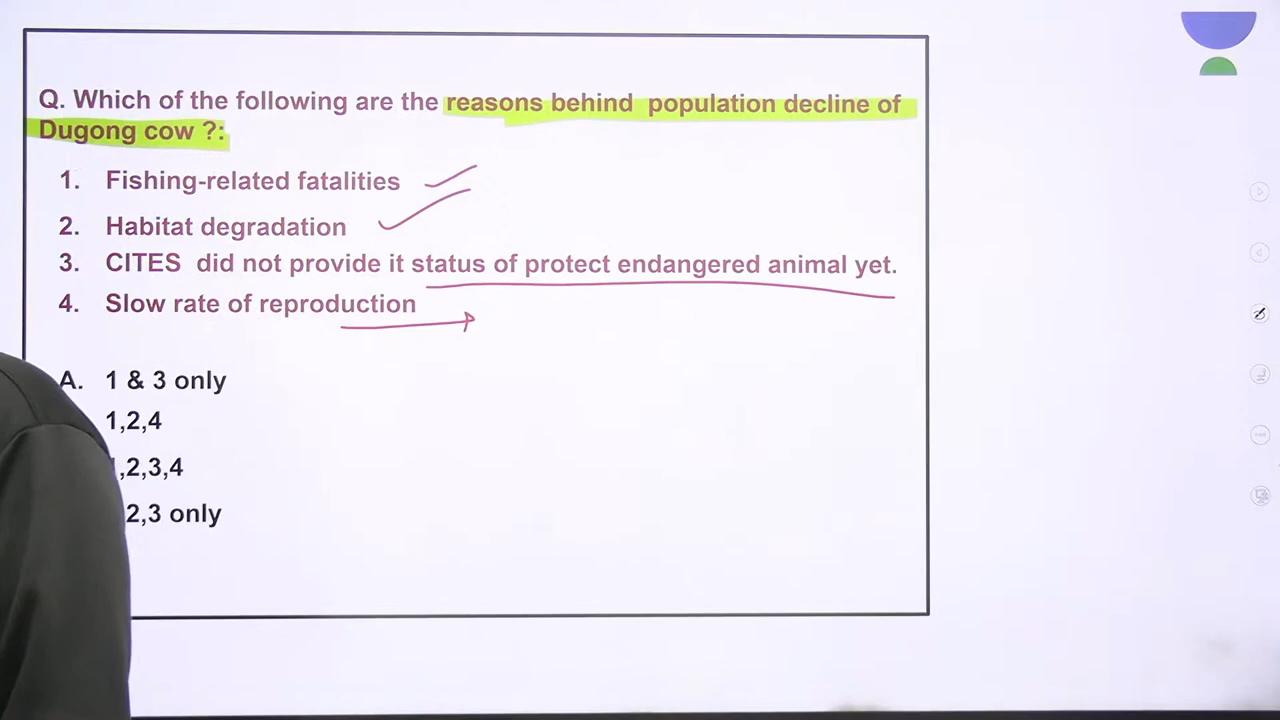 Q. Which of the following are the reasons behind population decline of
Dugong cow ?:
1. Fishing-related fatalities
2. Habitat degradation
3. CITES did not provide it status of protect endangered animal yet.
4. Slow rate of reproduction
A. 1 & 3 only
1,2,4
,2,3,4
2,3 only